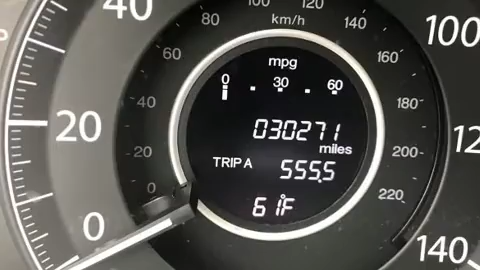 40
20
0
100
12
140
100 120
80 km/h 140
60 160
40 180
20 200
0 220
mpg
0 30 60
030271
miles
TRIP A 555.5
61°F